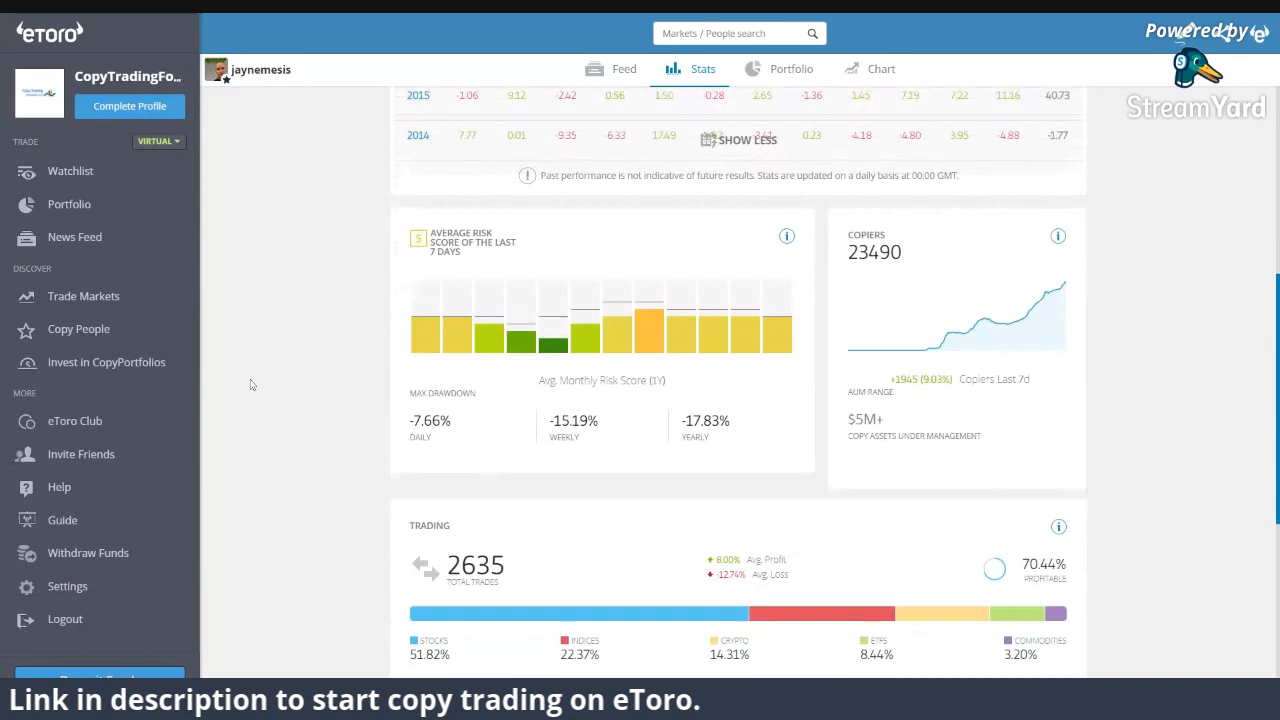 eToro
Markets / People search
Powered by
StreamYard
CopyTradingFo...
Complete Profile
jaynemesis
Feed
Stats
Portfolio
Chart
TRADE
VIRTUAL
Watchlist
Portfolio
News Feed
DISCOVER
Trade Markets
Copy People
Invest in CopyPortfolios
MORE
eToro Club
Invite Friends
Help
Guide
Withdraw Funds
Settings
Logout
2015 -1.06 9.12 -2.42 0.56 1.50 -0.28 2.65 -1.36 1.45 7.19 7.22 11.16 40.73
2014 7.77 0.01 -9.35 -6.33 17.49 0.23 -4.18 -4.80 3.95 -4.88 -1.77
SHOW LESS
Past performance is not indicative of future results. Stats are updated on a daily basis at 00:00 GMT.
5
AVERAGE RISK
SCORE OF THE LAST
7 DAYS
Avg. Monthly Risk Score (1Y)
MAX DRAWDOWN
-7.66% -15.19% -17.83%
DAILY WEEKLY YEARLY
COPIERS
23490
+1945 (9.03%) Copiers Last 7d
AUM RANGE
$5M+
COPY ASSETS UNDER MANAGEMENT
TRADING
2635
TOTAL TRADES
8.00% Avg. Profit
-12.74% Avg. Loss
70.44%
PROFITABLE
STOCKS INDICES CRYPTO ETFS COMMODITIES
51.82% 22.37% 14.31% 8.44% 3.20%
Link in description to start copy trading on eToro.